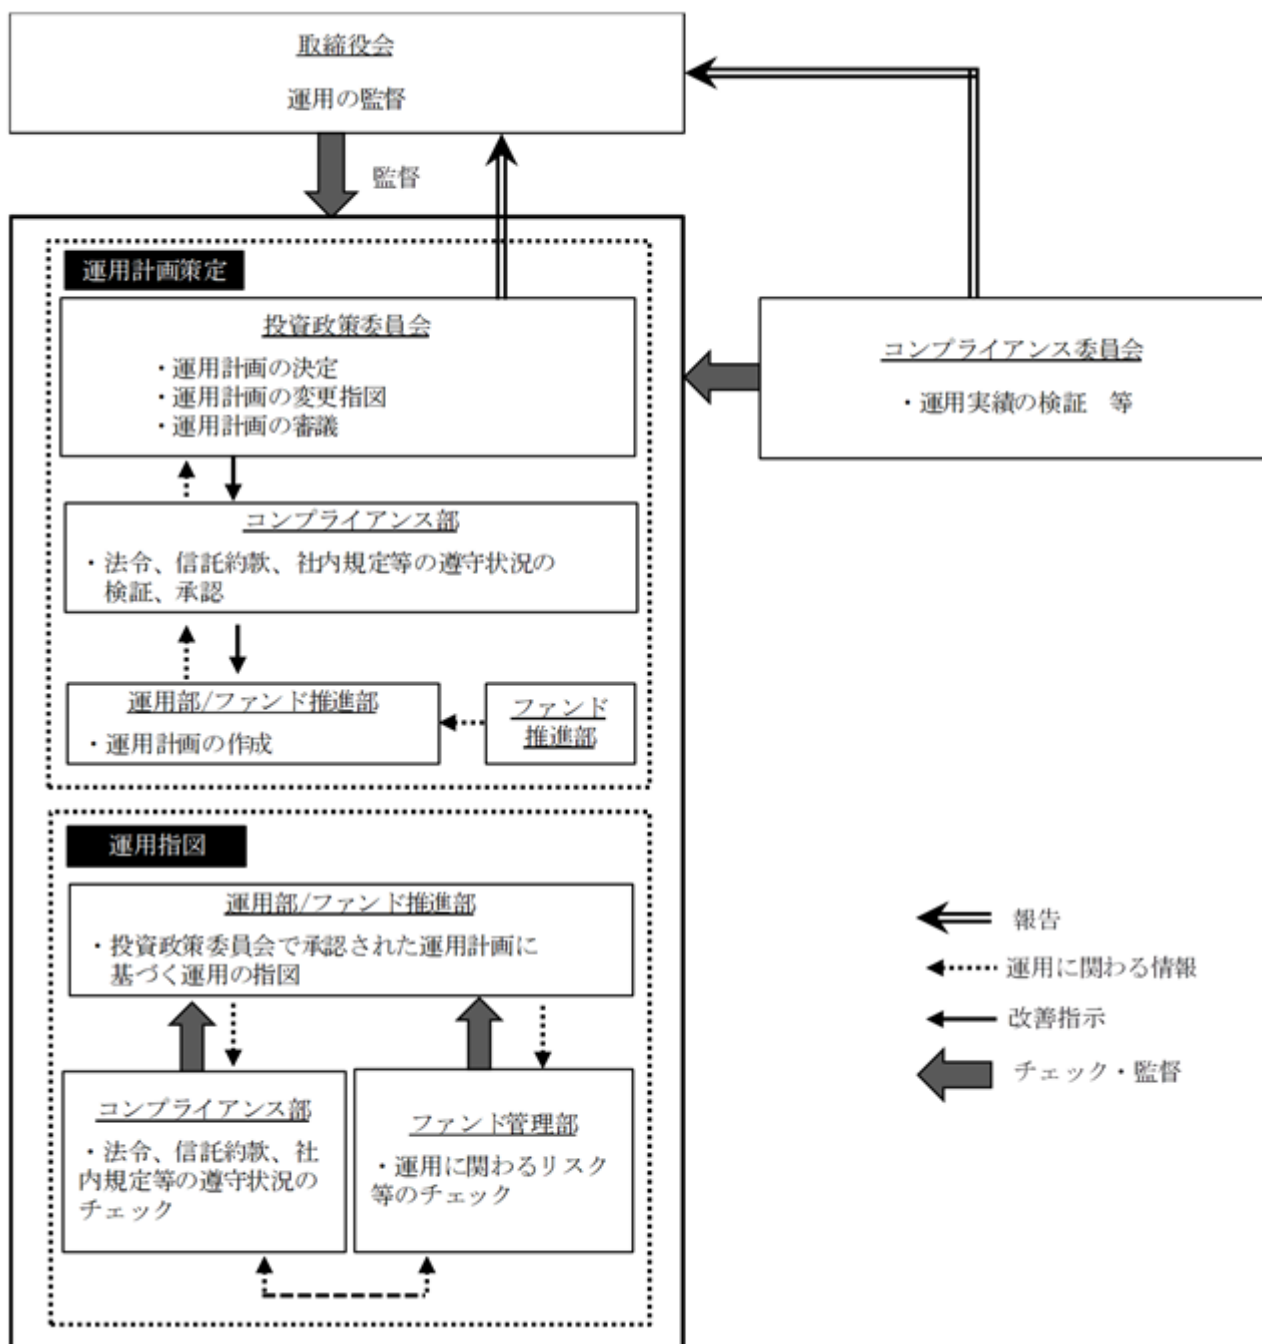 取締役会
運用の監督
監督
運用計画策定
投資政策委員会
・運用計画の決定
・運用計画の変更指図
・運用計画の審議
コンプライアンス委員会
・運用実績の検証　等
コンプライアンス部
・法令、信託約款、社内規定等の遵守状況の
検証、承認
運用部/ファンド推進部
・運用計画の作成
ファンド
推進部
運用指図
運用部/ファンド推進部
・投資政策委員会で承認された運用計画に
基づく運用の指図
コンプライアンス部
・法令、信託約款、社
内規定等の遵守状況の
チェック
ファンド管理部
・運用に関わるリスク
等のチェック
報告
運用に関わる情報
改善指示
チェック・監督